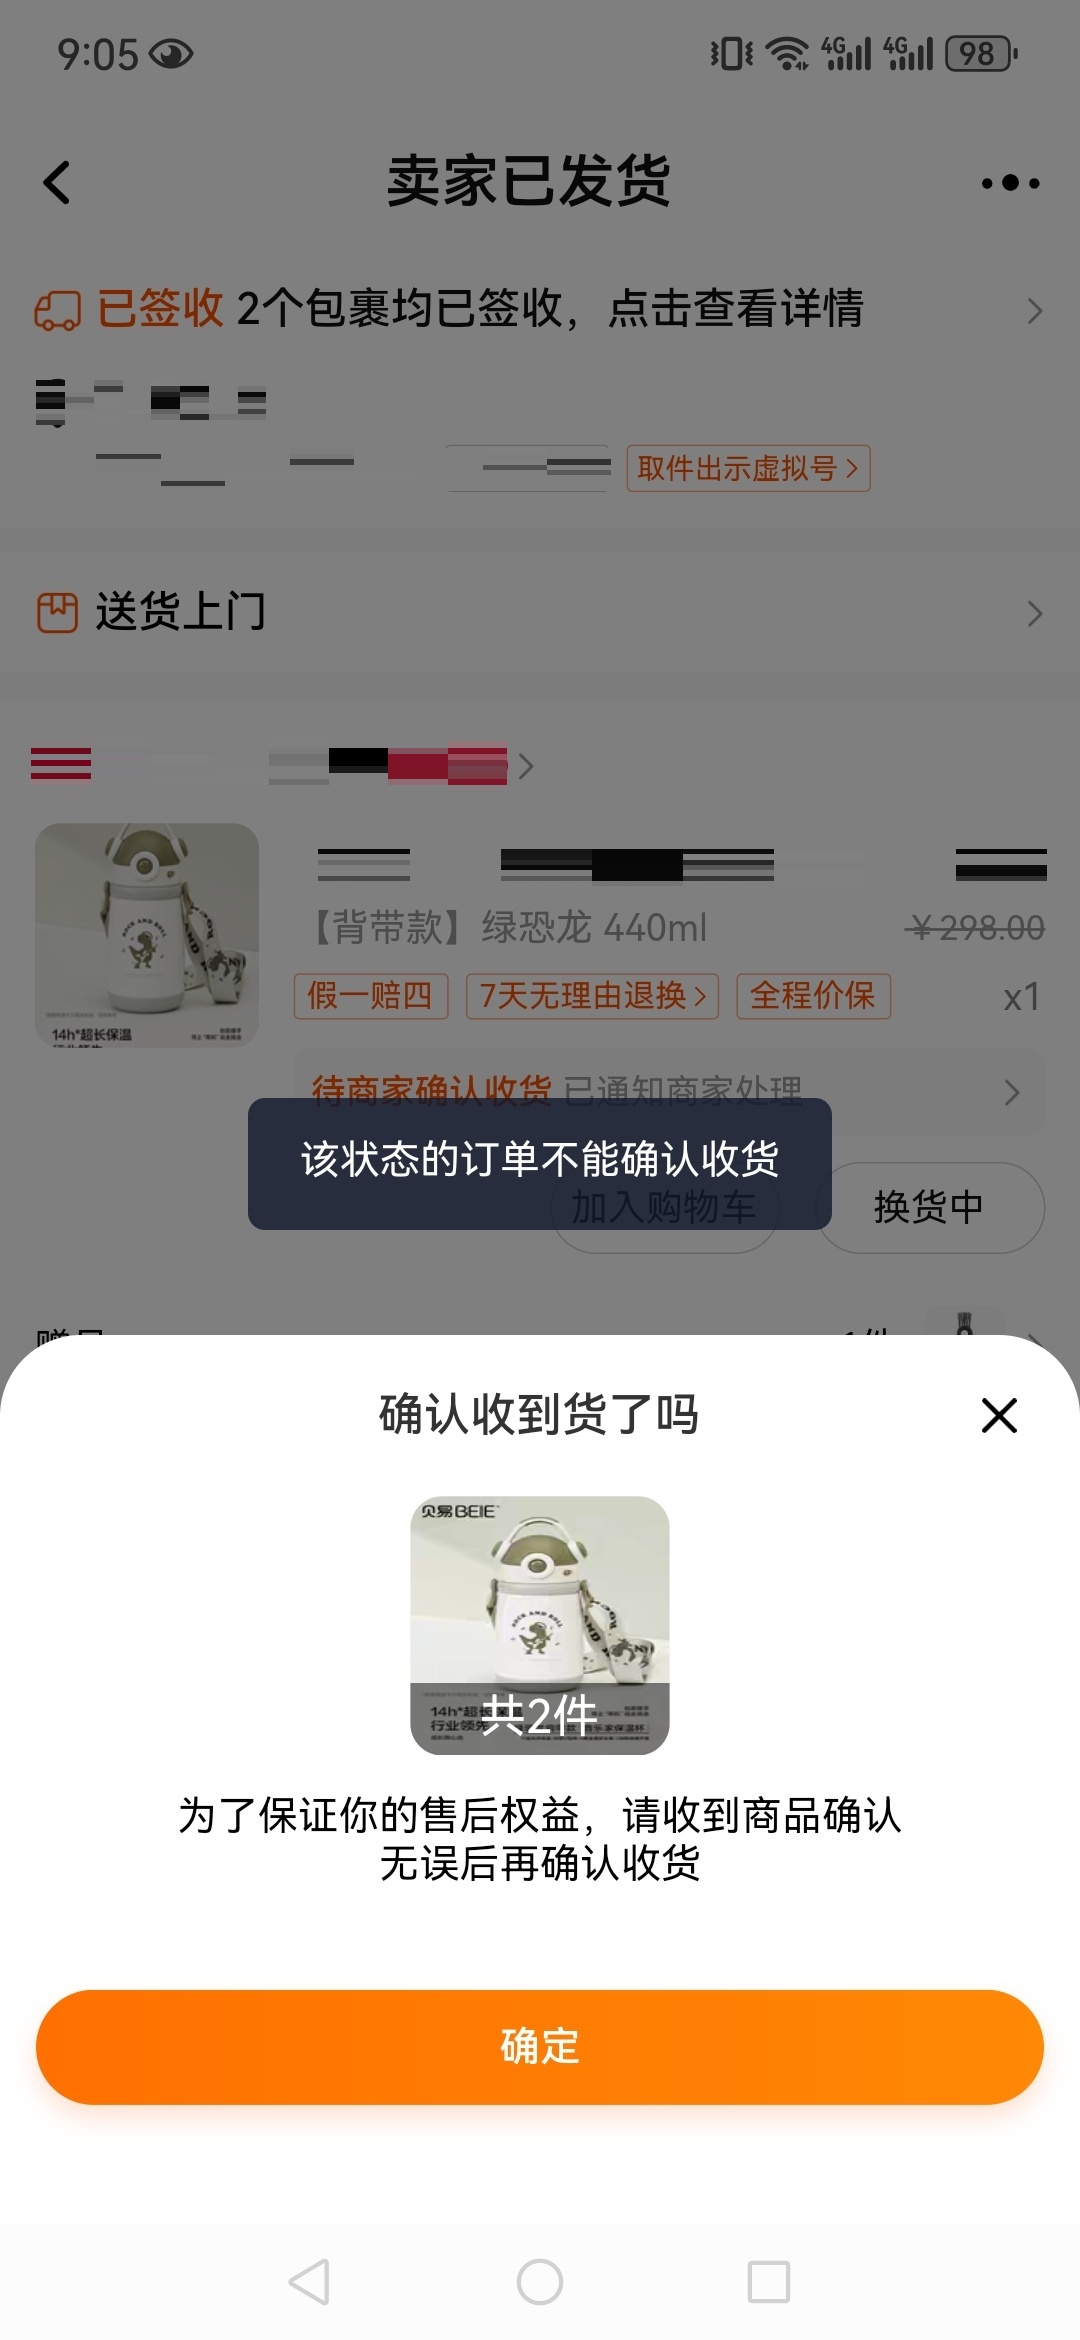 9:05
4G
4G
98
卖家已发货
已签收 2个包裹均已签收，点击查看详情
取件出示虚拟号
送货上门
【背带款】绿恐龙 440ml
￥298.00
假一赔四
7天无理由退换
全程价保
x1
ROCK AND ROLL
14h*超长保温
待商家确认收货 已通知商家处理
该状态的订单不能确认收货
加入购物车
换货中
确认收到货了吗
贝易BEIE
ROCK AND ROLL
14h*超长保温
行业领先
共2件
为了保证你的售后权益，请收到商品确认
无误后再确认收货
确定